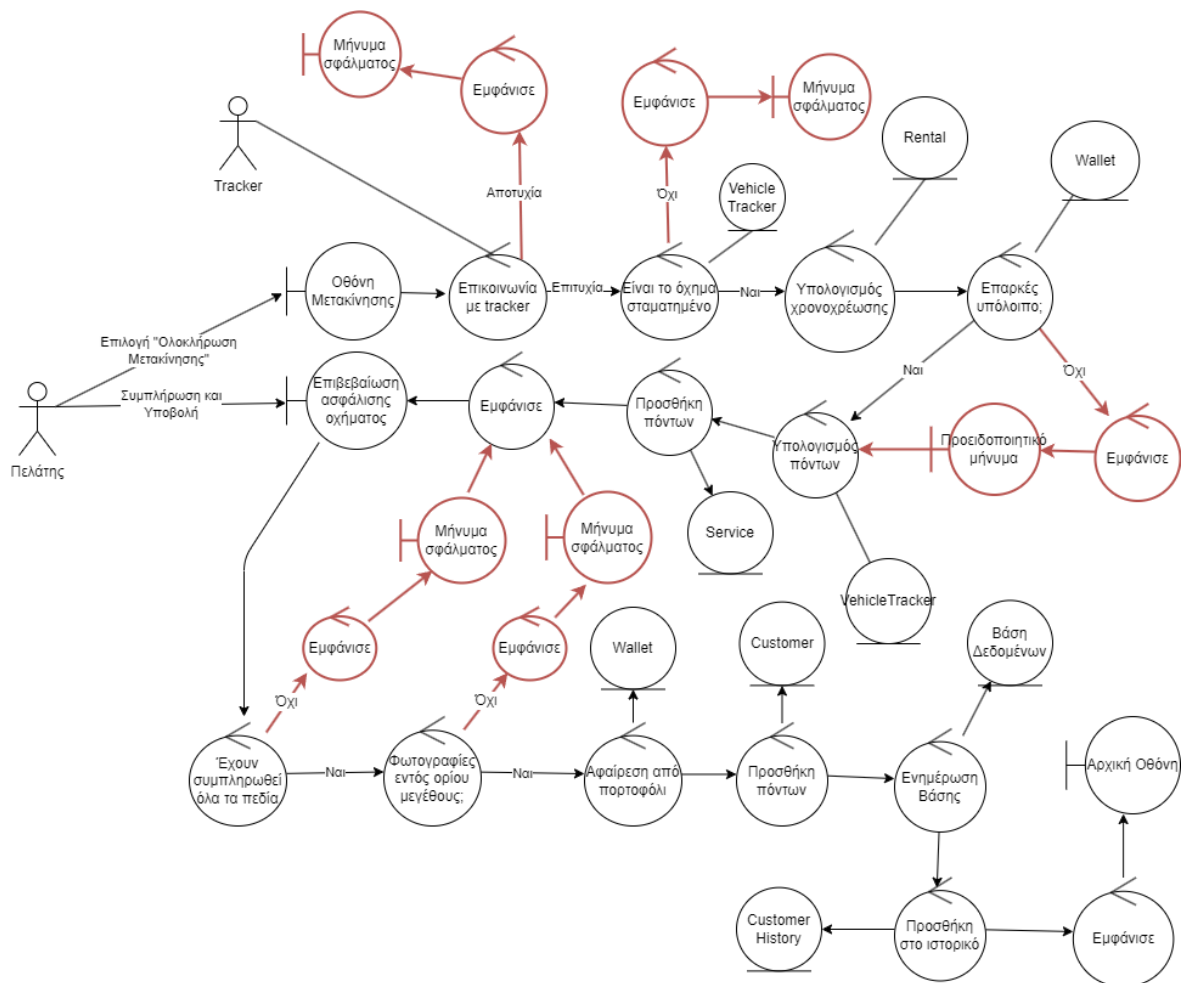 Μήνυμα
σφάλματος
Εμφάνισε
Εμφάνισε
Μήνυμα
σφάλματος
Tracker
Αποτυχία
Όχι
Vehicle
Tracker
Rental
Wallet
Οθόνη
Μετακίνησης
Επικοινωνία
με tracker
Επιτυχία
Είναι το όχημα
σταματημένο
Ναι
Υπολογισμός
χρονοχρέωσης
Επαρκές
υπόλοιπο;
Επιλογή "Ολοκλήρωση
Μετακίνησης"
Ναι
Όχι
Πελάτης
Συμπλήρωση και
Υποβολή
Επιβεβαίωση
ασφάλισης
οχήματος
Εμφάνισε
Προσθήκη
πόντων
Υπολογισμός
πόντων
Προειδοποιητικό
μήνυμα
Εμφάνισε
Μήνυμα
σφάλματος
Μήνυμα
σφάλματος
Service
VehicleTracker
Εμφάνισε
Εμφάνισε
Wallet
Customer
Βάση
Δεδομένων
Όχι
Όχι
Έχουν
συμπληρωθεί
όλα τα πεδία
Ναι
Φωτογραφίες
εντός ορίου
μεγέθους;
Ναι
Αφαίρεση από
πορτοφόλι
Προσθήκη
πόντων
Ενημέρωση
Βάσης
Αρχική Οθόνη
Customer
History
Προσθήκη
στο ιστορικό
Εμφάνισε